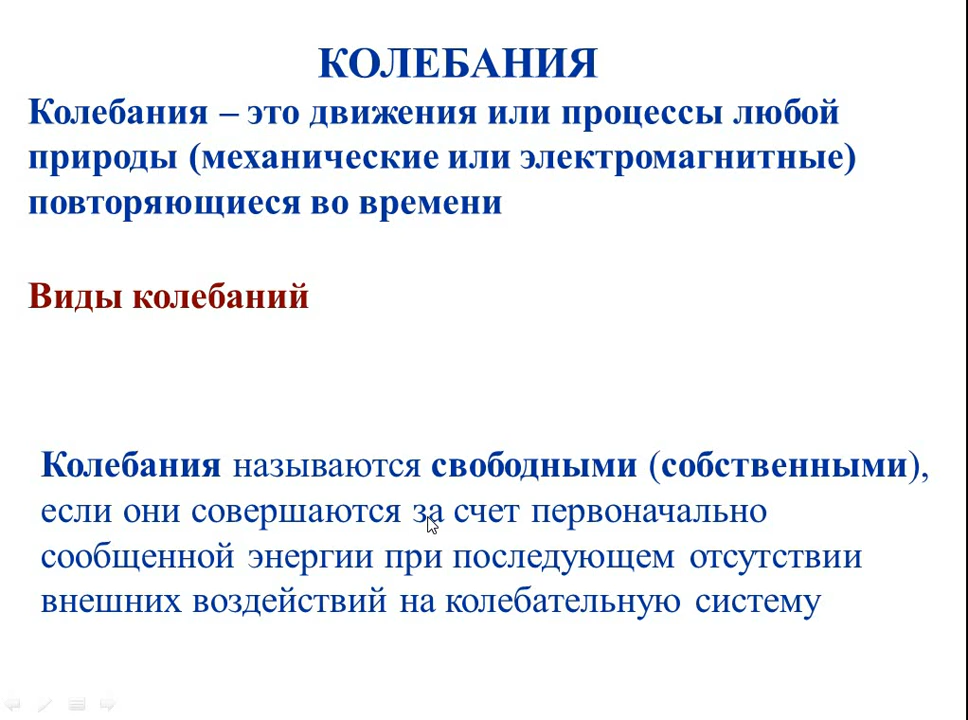 КОЛЕБАНИЯ
Колебания – это движения или процессы любой
природы (механические или электромагнитные)
повторяющиеся во времени
Виды колебаний
Колебания называются свободными (собственными),
если они совершаются за счет первоначально
сообщенной энергии при последующем отсутствии
внешних воздействий на колебательную систему